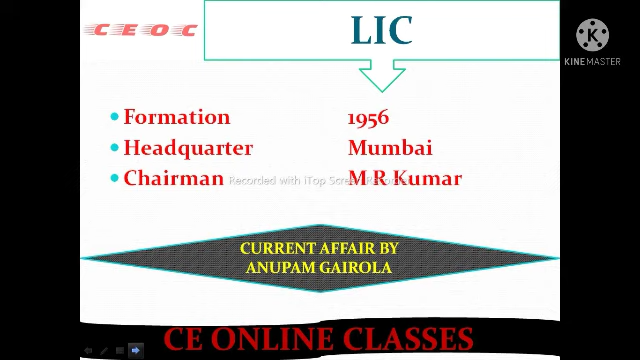 CEOC
LIC
KINEMASTER
Formation 1956
Headquarter Mumbai
Chairman M R Kumar
Recorded with iTop Screen Recorder
CURRENT AFFAIR BY
ANUPAM GAIROLA
CE ONLINE CLASSES